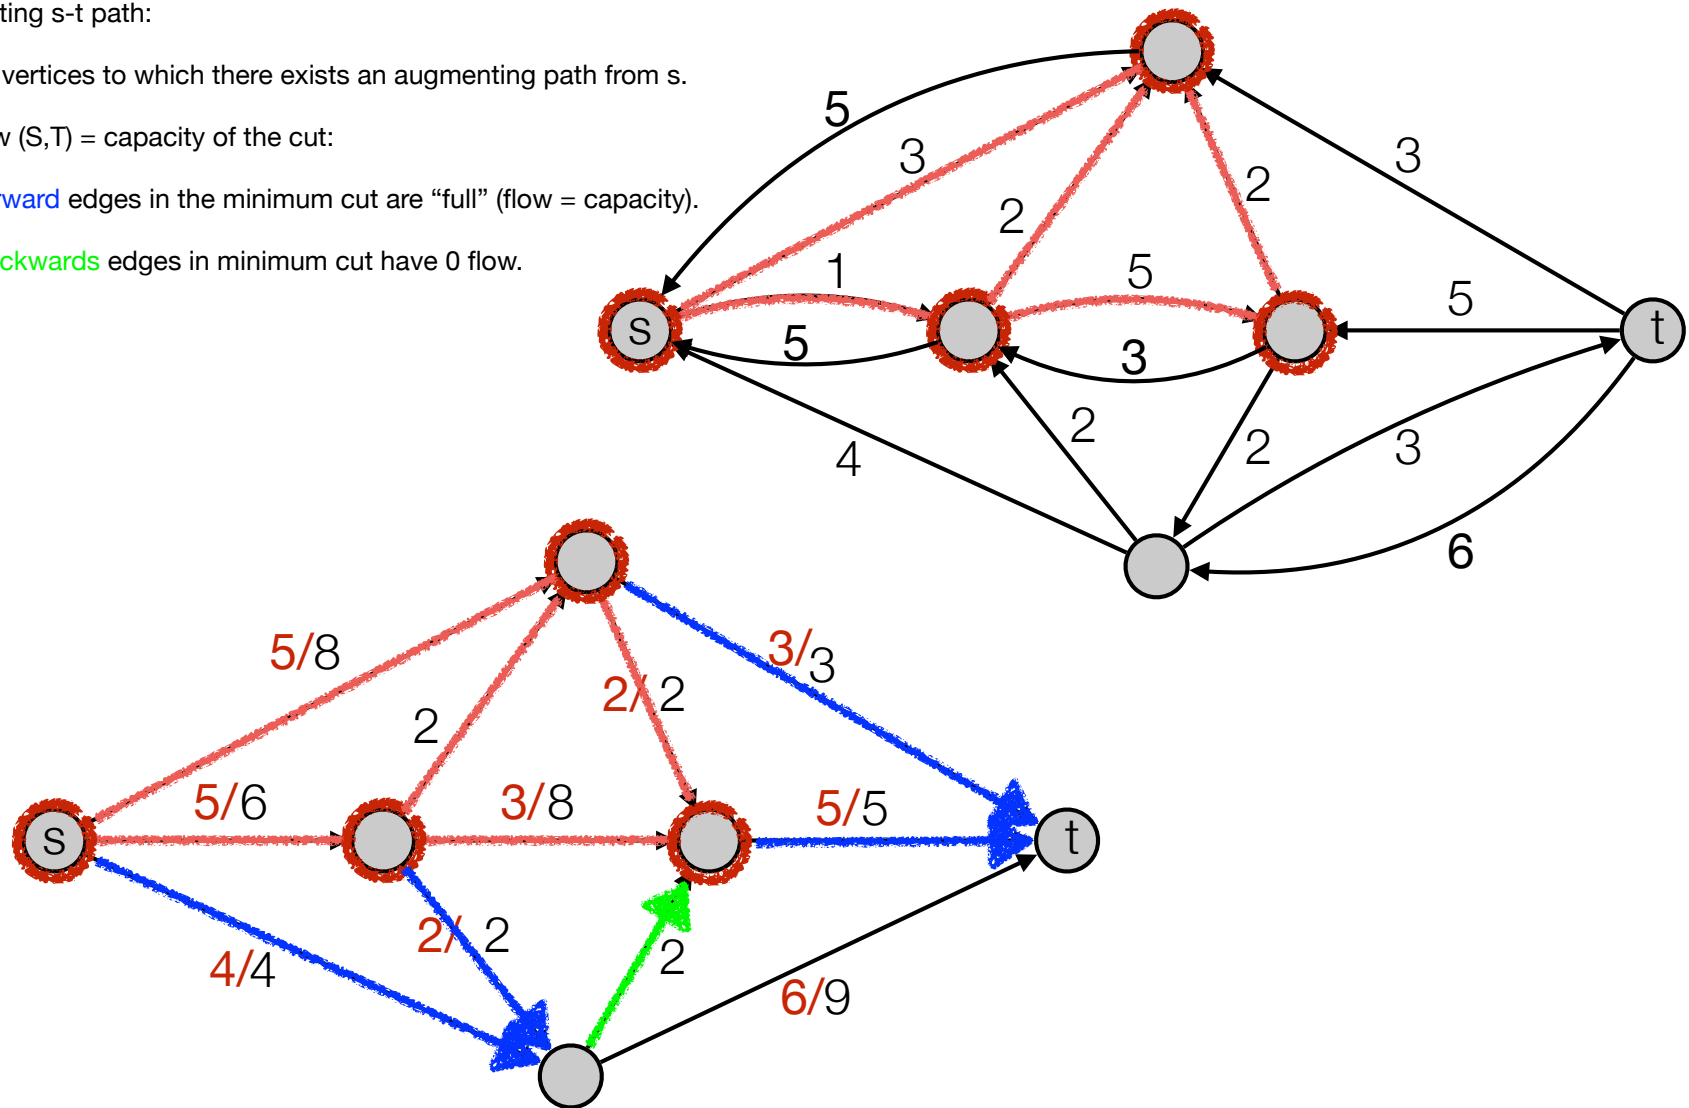 ting s-t path:
vertices to which there exists an augmenting path from s.
w (S,T) = capacity of the cut:
rward edges in the minimum cut are “full” (flow = capacity).
ckwards edges in minimum cut have 0 flow.
5
3
3
2
2
1
5
5
s
5
3
t
4
2
2
3
6
5/8
3/3
2/ 2
2
5/6
3/8
5/5
s
t
4/4
2/ 2
2
6/9